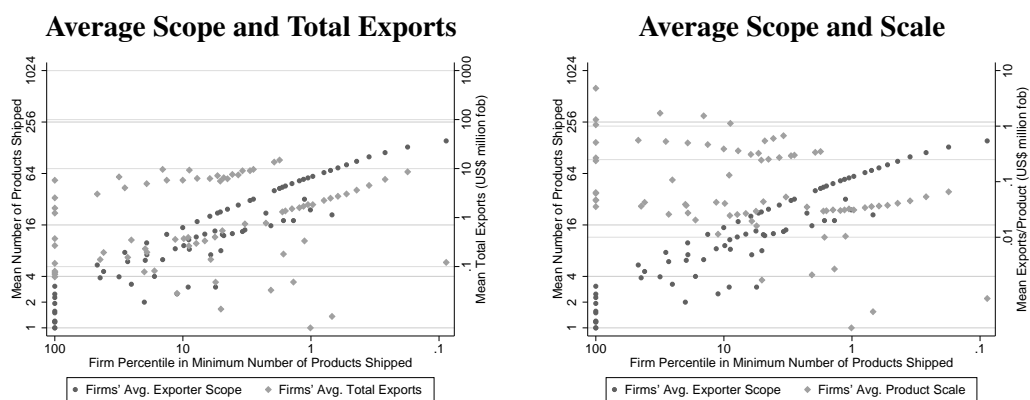 Average Scope and Total Exports
Mean Number of Products Shipped
1 2 4 16 64 256 1024
.1 1 10 100 1000
Mean Total Exports (US$ million fob)
100 10 1 .1
Firm Percentile in Minimum Number of Products Shipped
Firms' Avg. Exporter Scope Firms' Avg. Total Exports
Average Scope and Scale
Mean Number of Products Shipped
1 2 4 16 64 256 1024
.01 .1 1 10
Mean Exports/Product (US$ million fob)
100 10 1 .1
Firm Percentile in Minimum Number of Products Shipped
Firms' Avg. Exporter Scope Firms' Avg. Product Scale